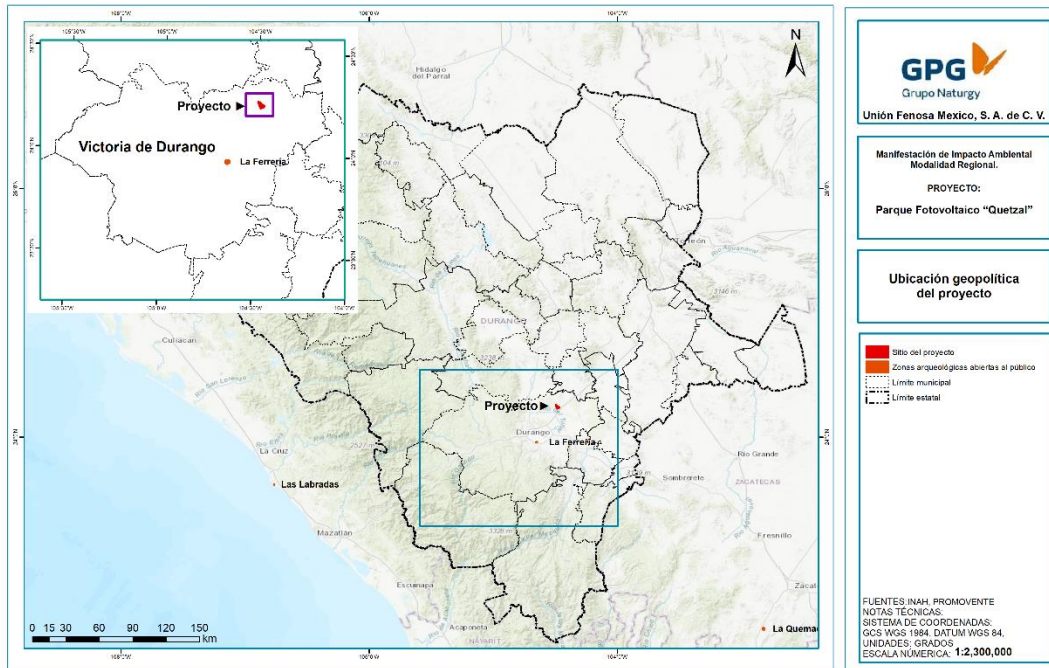 Proyecto
Victoria de Durango
La Ferreria
Hidalgo
del Parral
DURANGO
Culiacán
Proyecto
Durango
La Ferreria
La Cruz
Las Labradas
Mazatlán
Escuinapa
Acaponeta
NAYARIT
Río Grande
Sombrerete
ZACATECAS
Fresnillo
La Quema
N
0 15 30 60 90 120 150
km
GPG
Grupo Naturgy
Unión Fenosa Mexico, S. A. de C. V.
Manifestación de Impacto Ambiental
Modalidad Regional.
PROYECTO:
Parque Fotovoltaico “Quetzal”
Ubicación geopolítica
del proyecto
Sitio del proyecto
Zonas arqueológicas abiertas al público
Límite municipal
Límite estatal
FUENTES:INAH, PROMOVENTE
NOTAS TÉCNICAS:
SISTEMA DE COORDENADAS:
GCS WGS 1984, DATUM WGS 84,
UNIDADES: GRADOS
ESCALA NÚMERICA: 1:2,300,000